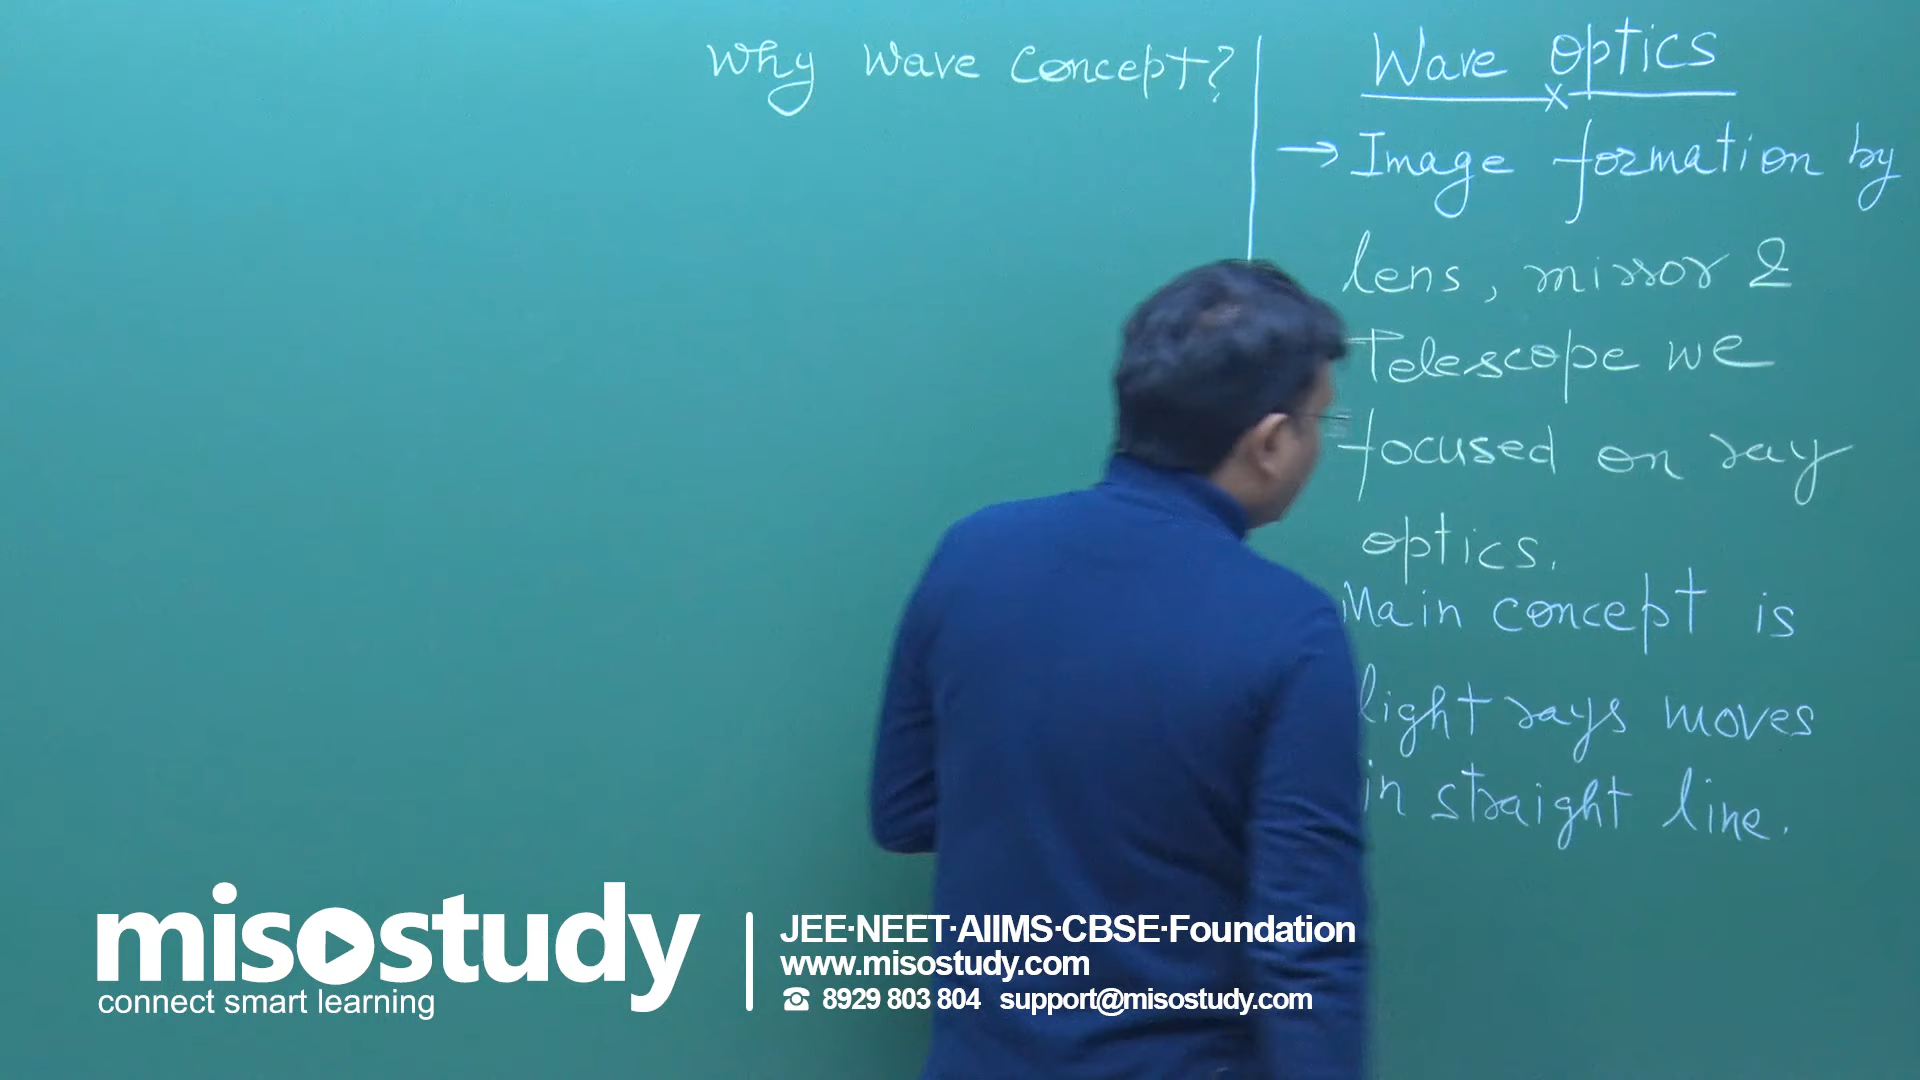 Why Wave Concept?
Wave Optics
→ Image formation by
lens, mirror &
Telescope we
focused on ray
optics.
Main concept is
light rays moves
in straight line.
misostudy
connect smart learning
JEE·NEET·AIIMS·CBSE·Foundation
www.misostudy.com
☎ 8929 803 804 support@misostudy.com